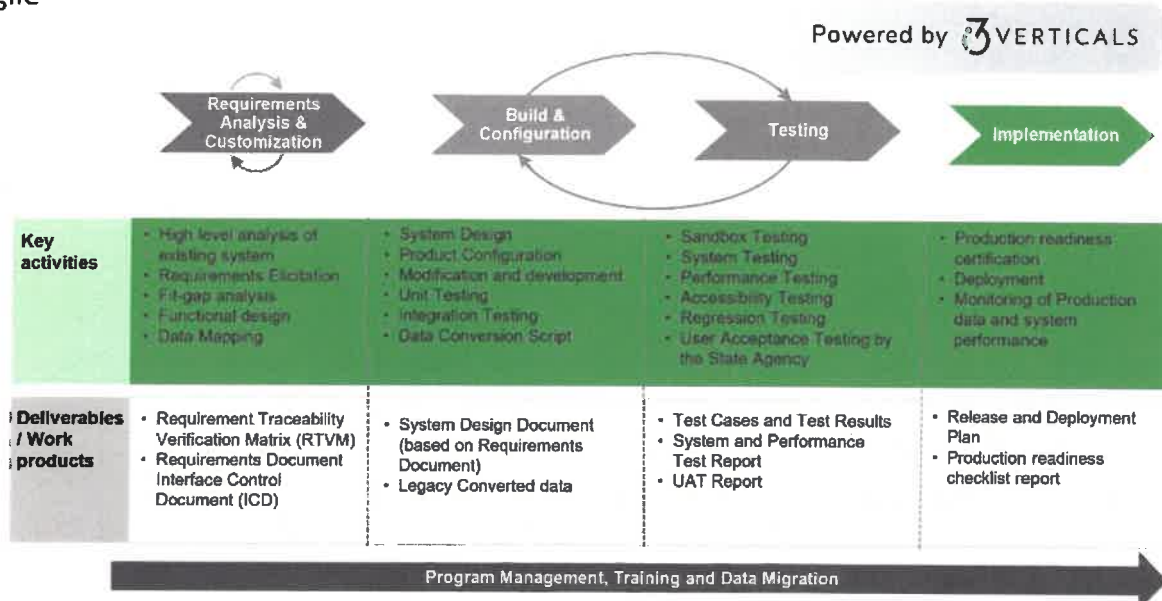 Powered by i3 VERTICALS
Requirements
Analysis &
Customization
Build &
Configuration
Testing
Implementation
Key
activities
• High level analysis of
existing system
• Requirements Elicitation
• Fit-gap analysis
• Functional design
• Data Mapping
• System Design
• Product Configuration
• Modification and development
• Unit Testing
• Integration Testing
• Data Conversion Script
• Sandbox Testing
• System Testing
• Performance Testing
• Accessibility Testing
• Regression Testing
• User Acceptance Testing by
the State Agency
• Production readiness
certification
• Deployment
• Monitoring of Production
data and system
performance
Deliverables
/ Work
products
• Requirement Traceability
Verification Matrix (RTVM)
• Requirements Document
Interface Control
Document (ICD)
• System Design Document
(based on Requirements
Document)
• Legacy Converted data
• Test Cases and Test Results
• System and Performance
Test Report
• UAT Report
• Release and Deployment
Plan
• Production readiness
checklist report
Program Management, Training and Data Migration